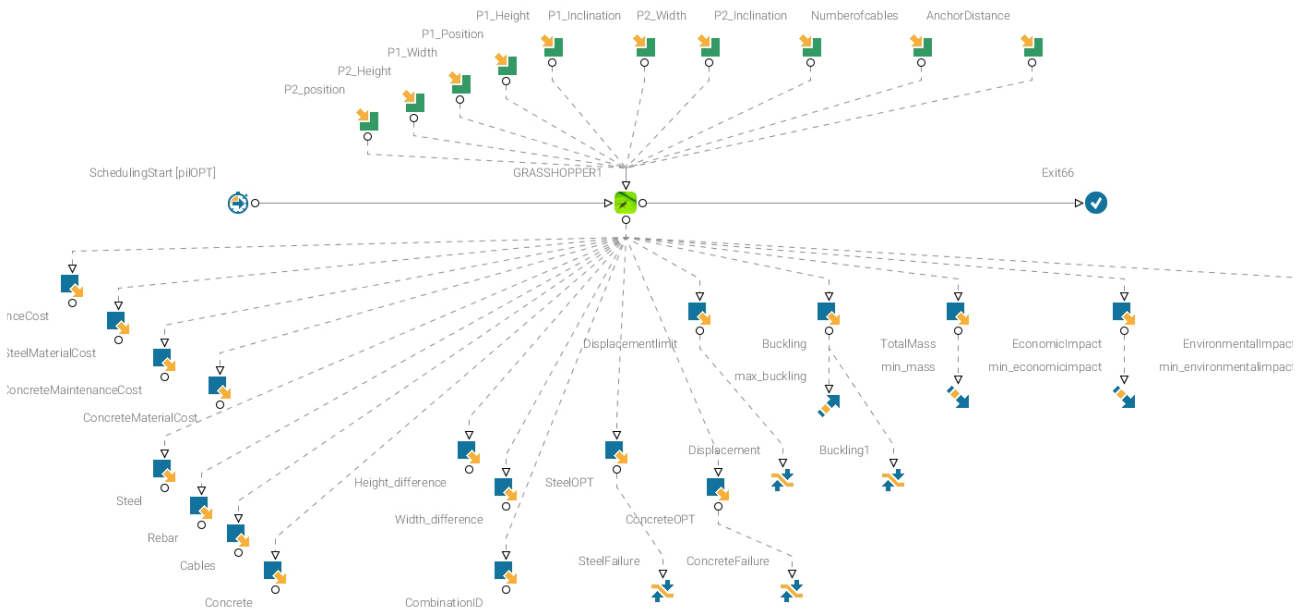 P1_Height
P1_Inclination
P2_Width
P2_Inclination
Numberofcables
AnchorDistance
P1_Position
P1_Width
P2_Height
P2_position
SchedulingStart [pilOPT]
GRASSHOPPER1
Exit66
nceCost
SteelMaterialCost
ConcreteMaintenanceCost
ConcreteMaterialCost
Displacementlimit
Buckling
TotalMass
EconomicImpact
EnvironmentalImpact
max_buckling
min_mass
min_economicimpact
min_environmentalimpact
Steel
Rebar
Cables
Concrete
Height_difference
Width_difference
CombinationID
SteelOPT
ConcreteOPT
Displacement
Buckling1
SteelFailure
ConcreteFailure